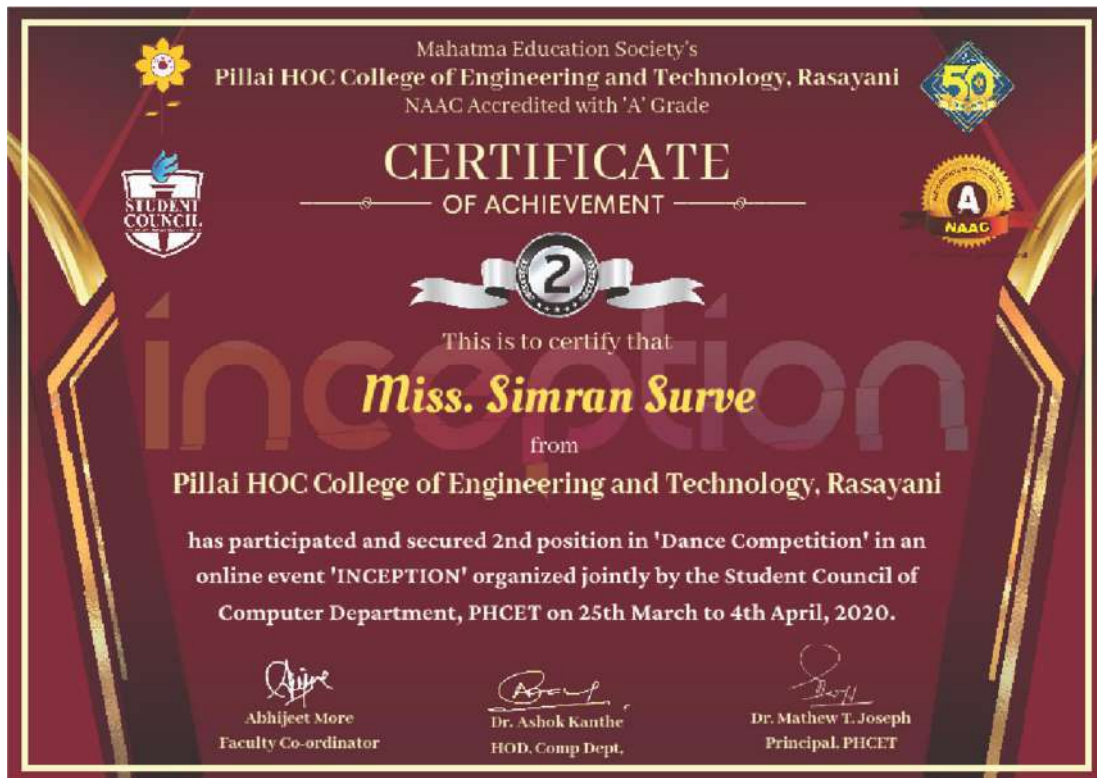 Mahatma Education Society's
Pillai HOC College of Engineering and Technology, Rasayani
NAAC Accredited with 'A' Grade
50
STUDENT
COUNCIL
A
NAAC
CERTIFICATE
OF ACHIEVEMENT
2
inception
This is to certify that
Miss. Simran Surve
from
Pillai HOC College of Engineering and Technology, Rasayani
has participated and secured 2nd position in 'Dance Competition' in an
online event 'INCEPTION' organized jointly by the Student Council of
Computer Department, PHCET on 25th March to 4th April, 2020.
Abhijeet More
Faculty Co-ordinator
Dr. Ashok Kanthe
HOD, Comp Dept,
Dr. Mathew T. Joseph
Principal. PHCET